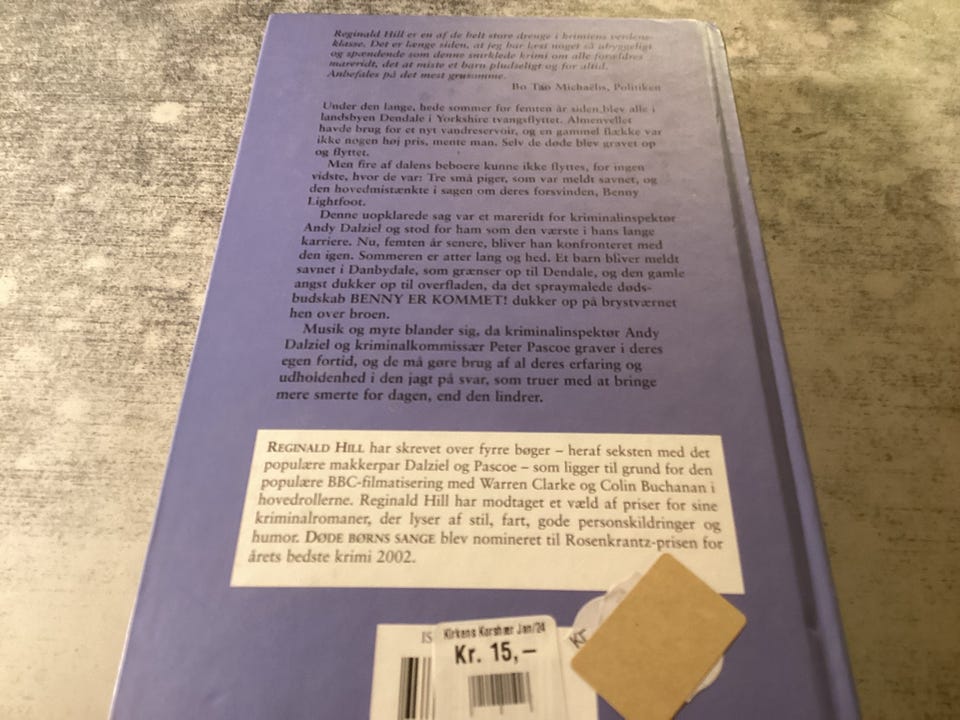 Reginald Hill er en af de helt store drenge i krimiens verdens-
klasse. Det er længe siden, at jeg har læst noget så uhyggeligt
og spændende som denne snirklede krimi om alle forældres
mareridt, det at miste et barn pludseligt og for altid.
Anbefales på det mest grusomme.
Bo Tao Michaëlis, Politiken
Under den lange, hede sommer for femten år siden blev alle i
landsbyen Dendale i Yorkshire tvangsflyttet. Almenvellet
havde brug for et nyt vandreservoir, og en gammel flække var
ikke nogen høj pris, mente man. Selv de døde blev gravet op
og flyttet.
Men fire af dalens beboere kunne ikke flyttes, for ingen
vidste, hvor de var: Tre små piger, som var meldt savnet, og
den hovedmistænkte i sagen om deres forsvinden, Benny
Lightfoot.
Denne uopklarede sag var et mareridt for kriminalinspektør
Andy Dalziel og stod for ham som den værste i hans lange
karriere. Nu, femten år senere, bliver han konfronteret med
den igen. Sommeren er atter lang og hed. Et barn bliver meldt
savnet i Danbydale, som grænser op til Dendale, og den gamle
angst dukker op til overfladen, da det spraymalede døds-
budskab BENNY ER KOMMET! dukker op på brystværnet
hen over broen.
Musik og myte blander sig, da kriminalinspektør Andy
Dalziel og kriminalkommissær Peter Pascoe graver i deres
egen fortid, og de må gøre brug af al deres erfaring og
udholdenhed i den jagt på svar, som truer med at bringe
mere smerte for dagen, end den lindrer.
REGINALD HILL har skrevet over fyrre bøger – heraf seksten med det
populære makkerpar Dalziel og Pascoe – som ligger til grund for den
populære BBC-filmatisering med Warren Clarke og Colin Buchanan i
hovedrollerne. Reginald Hill har modtaget et væld af priser for sine
kriminalromaner, der lyser af stil, fart, gode personskildringer og
humor. DØDE BØRNS SANGE blev nomineret til Rosenkrantz-prisen for
årets bedste krimi 2002.
IS
Kirkens Korshær Jan/24
Kr. 15,–
Kr